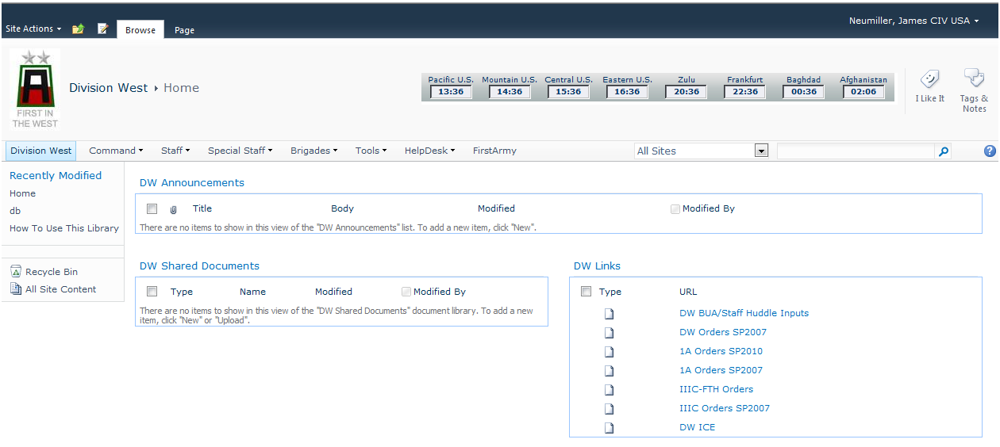 Neumiller, James CIV USA
Site Actions Browse Page
Pacific U.S. Mountain U.S. Central U.S. Eastern U.S. Zulu Frankfurt Baghdad Afghanistan
13:36 14:36 15:36 16:36 20:36 22:36 00:36 02:06
Division West Home
I Like It
Tags &
Notes
A
FIRST IN
THE WEST
Division West Command Staff Special Staff Brigades Tools HelpDesk FirstArmy All Sites
Recently Modified
Home
db
How To Use This Library
Recycle Bin
All Site Content
DW Announcements
Title Body Modified Modified By
There are no items to show in this view of the "DW Announcements" list. To add a new item, click "New".
DW Shared Documents
Type Name Modified Modified By
There are no items to show in this view of the "DW Shared Documents" document library. To add a new
item, click "New" or "Upload".
DW Links
Type URL
DW BUA/Staff Huddle Inputs
DW Orders SP2007
1A Orders SP2010
1A Orders SP2007
IIIC-FTH Orders
IIIC Orders SP2007
DW ICE